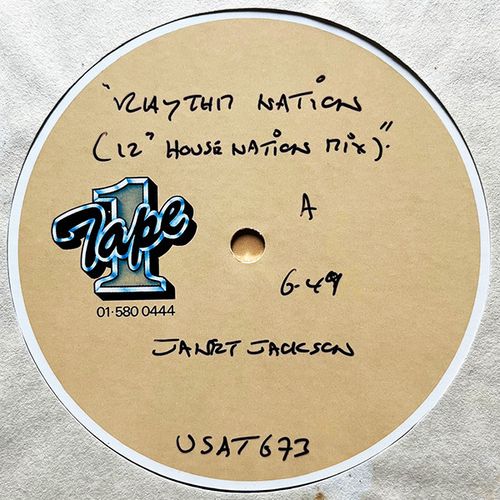 "RHYTHM NATION
(12" HOUSE NATION MIX)".
A
Tape 1
01·580 0444
6·49
JANET JACKSON
USAT673